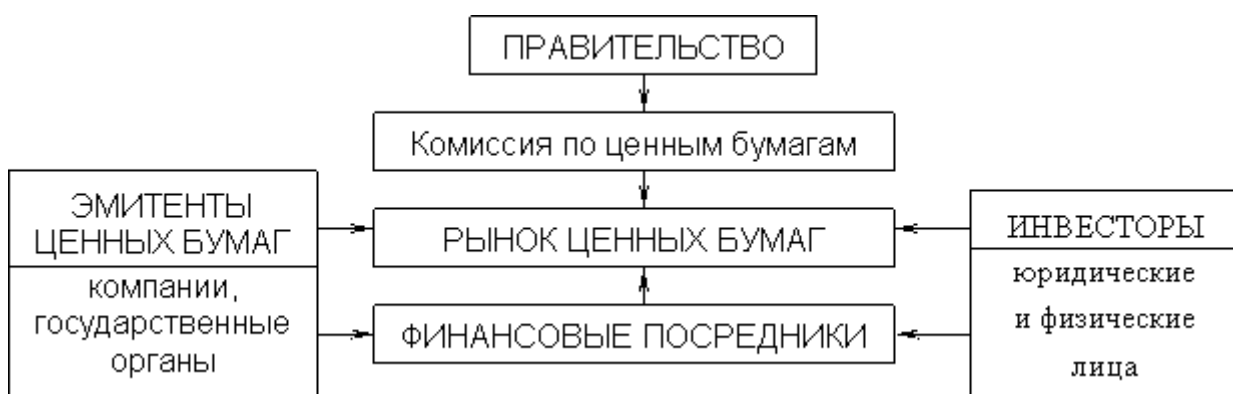 ПРАВИТЕЛЬСТВО
Комиссия по ценным бумагам
ЭМИТЕНТЫ
ЦЕННЫХ БУМАГ
компании,
государственные
органы
РЫНОК ЦЕННЫХ БУМАГ
ФИНАНСОВЫЕ ПОСРЕДНИКИ
ИНВЕСТОРЫ
юридические
и физические
лица